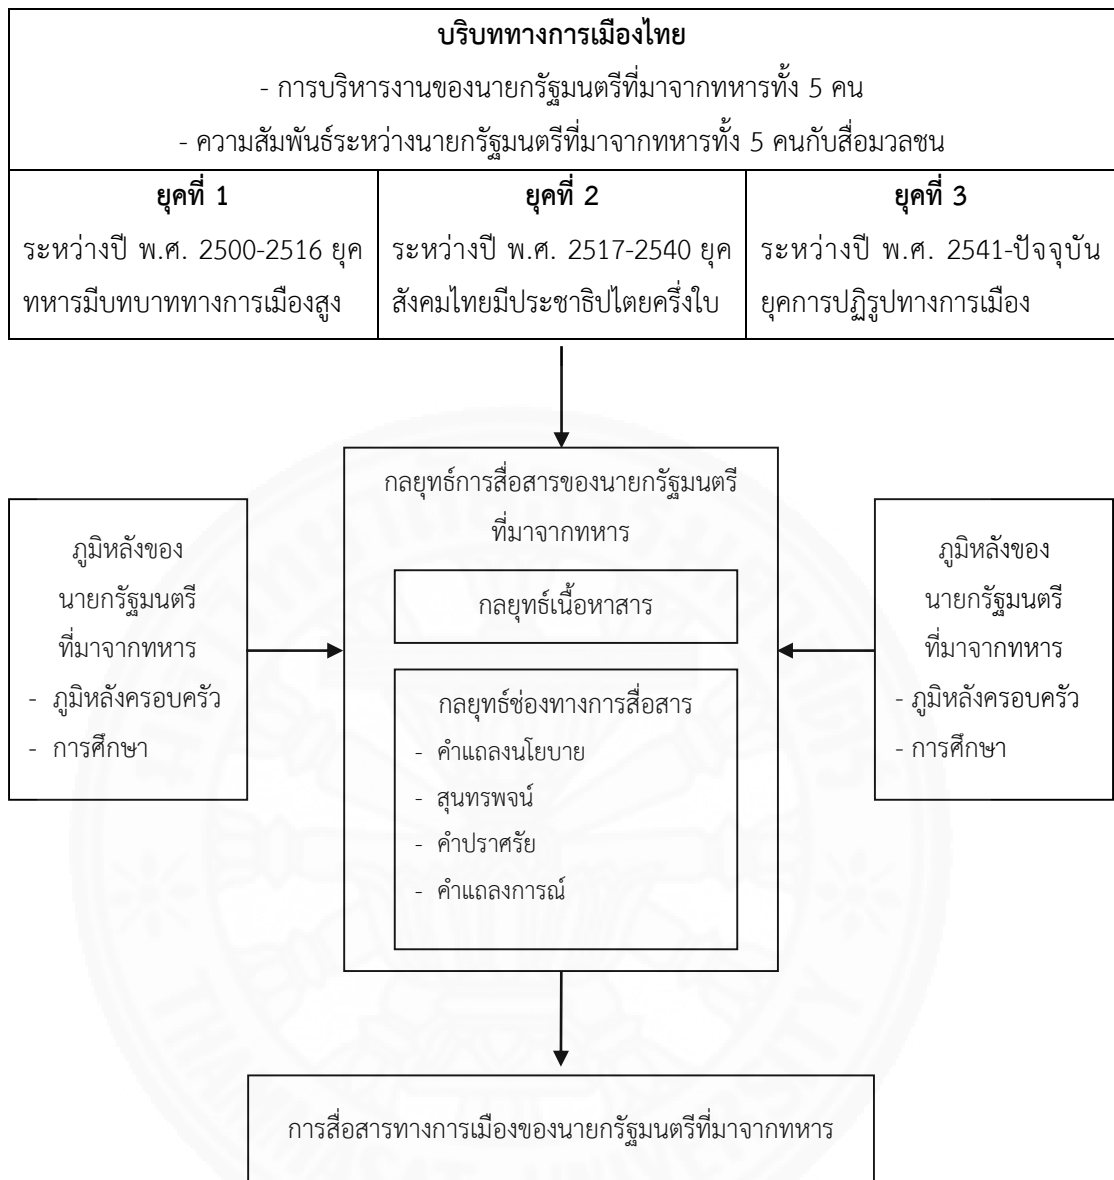 บริบททางการเมืองไทย
- การบริหารงานของนายกรัฐมนตรีที่มาจากทหารทั้ง 5 คน
- ความสัมพันธ์ระหว่างนายกรัฐมนตรีที่มาจากทหารทั้ง 5 คนกับสื่อมวลชน
ยุคที่ 1
ระหว่างปี พ.ศ. 2500-2516 ยุค
ทหารมีบทบาททางการเมืองสูง
ยุคที่ 2
ระหว่างปี พ.ศ. 2517-2540 ยุค
สังคมไทยมีประชาธิปไตยครึ่งใบ
ยุคที่ 3
ระหว่างปี พ.ศ. 2541-ปัจจุบัน
ยุคการปฏิรูปทางการเมือง
ภูมิหลังของ
นายกรัฐมนตรี
ที่มาจากทหาร
- ภูมิหลังครอบครัว
- การศึกษา
กลยุทธ์การสื่อสารของนายกรัฐมนตรี
ที่มาจากทหาร
กลยุทธ์เนื้อหาสาร
กลยุทธ์ช่องทางการสื่อสาร
- คำแถลงนโยบาย
- สุนทรพจน์
- คำปราศรัย
- คำแถลงการณ์
ภูมิหลังของ
นายกรัฐมนตรี
ที่มาจากทหาร
- ภูมิหลังครอบครัว
- การศึกษา
การสื่อสารทางการเมืองของนายกรัฐมนตรีที่มาจากทหาร
THAMMASAT UNIVERSITY